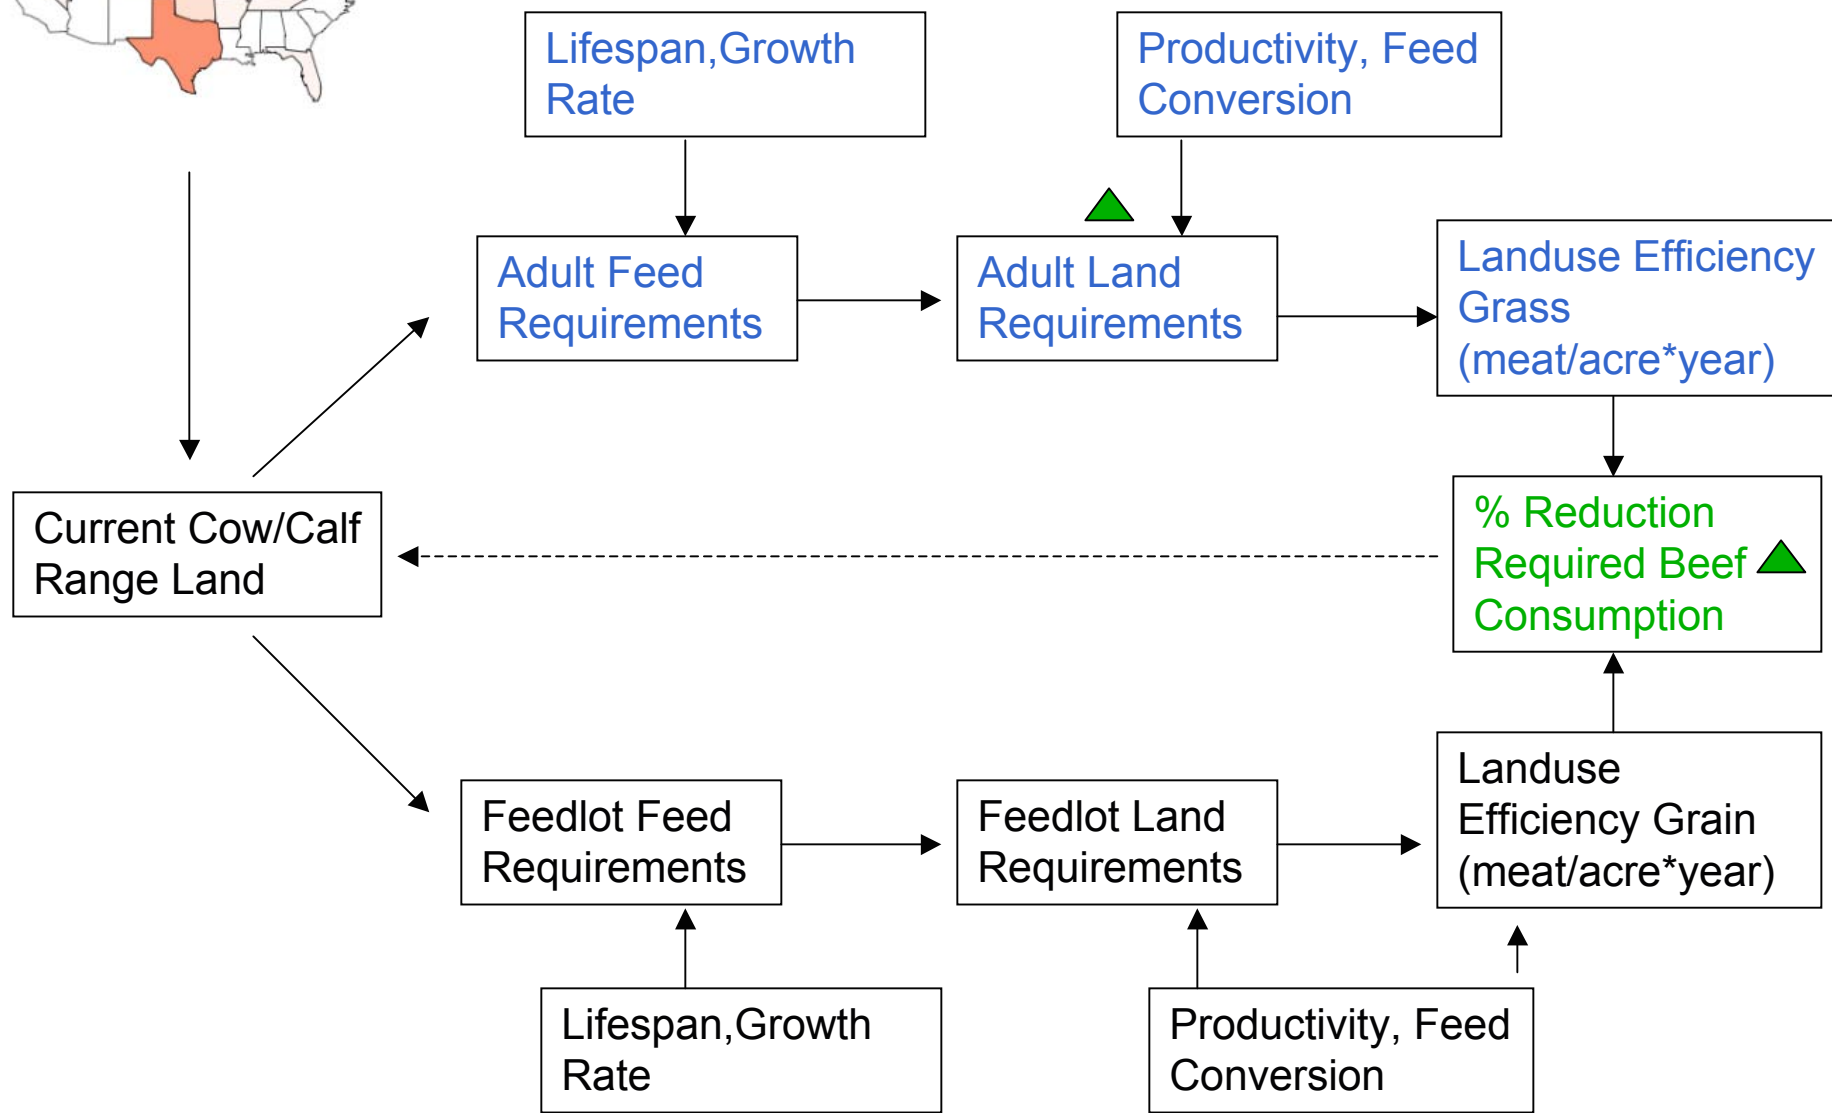 Lifespan,Growth
Rate
Productivity, Feed
Conversion
Adult Feed
Requirements
Adult Land
Requirements
Landuse Efficiency
Grass
(meat/acre*year)
Current Cow/Calf
Range Land
% Reduction
Required Beef
Consumption
Feedlot Feed
Requirements
Feedlot Land
Requirements
Landuse
Efficiency Grain
(meat/acre*year)
Lifespan,Growth
Rate
Productivity, Feed
Conversion